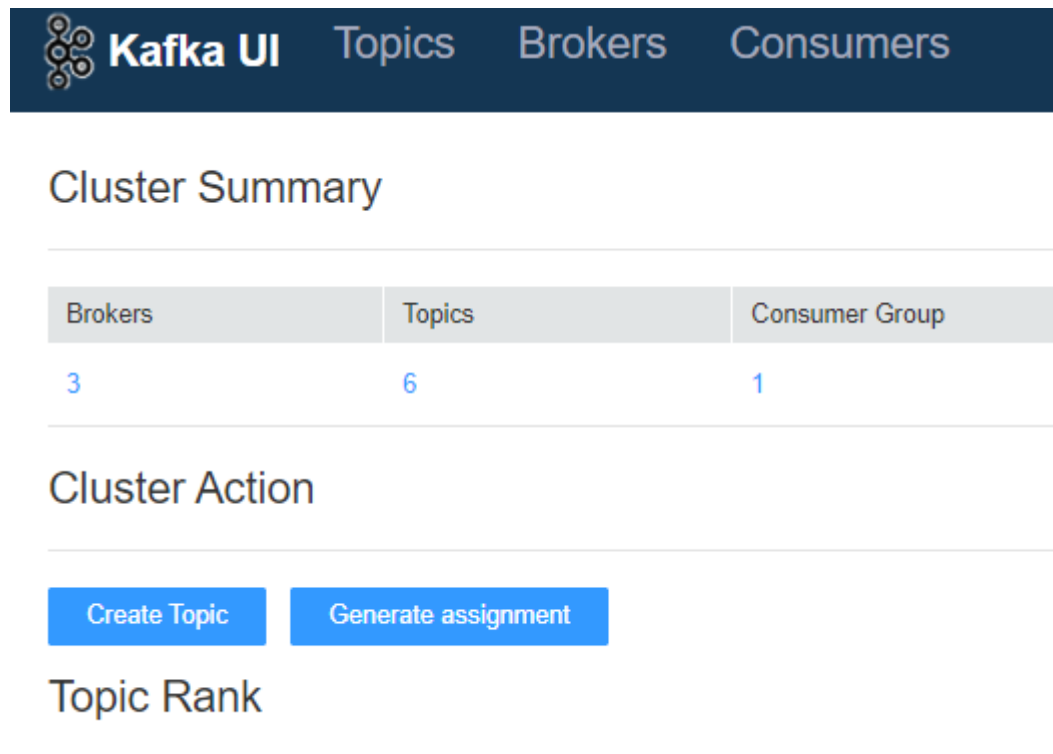 Kafka UI Topics Brokers Consumers
Cluster Summary
Brokers Topics Consumer Group
3 6 1
Cluster Action
Create Topic Generate assignment
Topic Rank